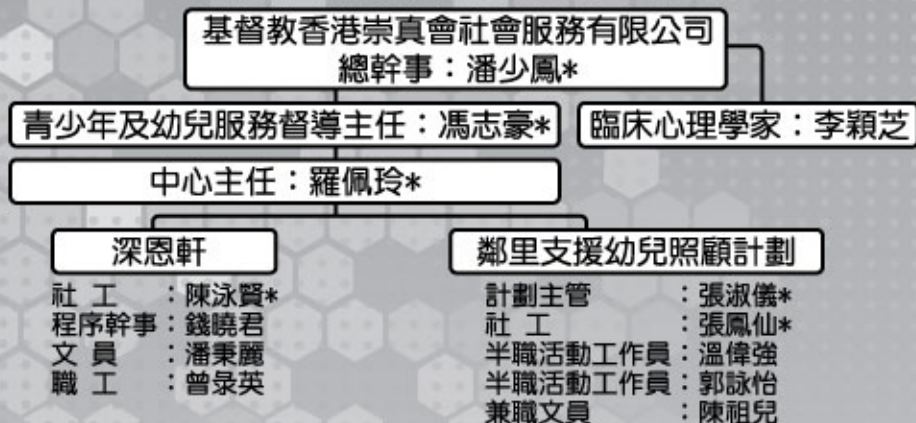 基督教香港崇真會社會服務有限公司
總幹事：潘少鳳*
青少年及幼兒服務督導主任：馮志豪*
臨床心理學家：李穎芝
中心主任：羅佩玲*
深恩軒
社 工 ：陳泳賢*
程序幹事：錢曉君
文 員 ：潘秉麗
職 工 ：曾录英
鄰里支援幼兒照顧計劃
計劃主管 ：張淑儀*
社 工 ：張鳳仙*
半職活動工作員：溫偉強
半職活動工作員：郭詠怡
兼職文員 ：陳祖兒